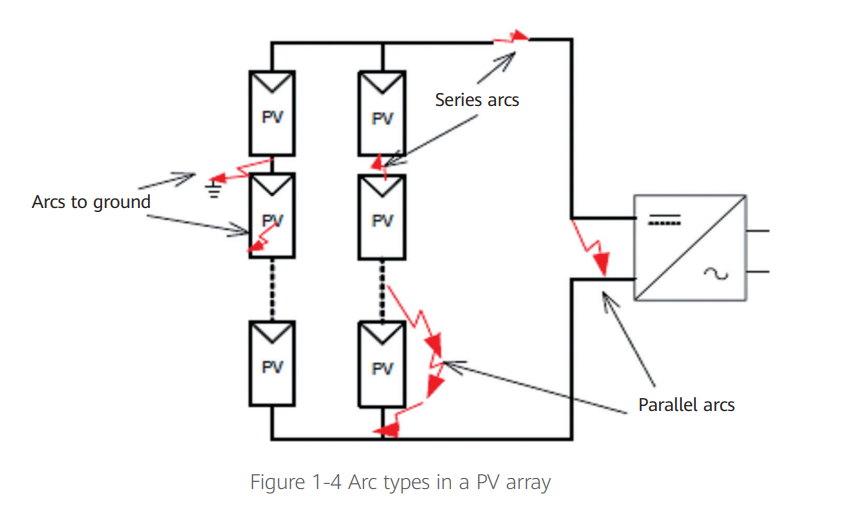 Series arcs
PV
PV
Arcs to ground
PV
PV
PV
PV
Parallel arcs
Figure 1-4 Arc types in a PV array